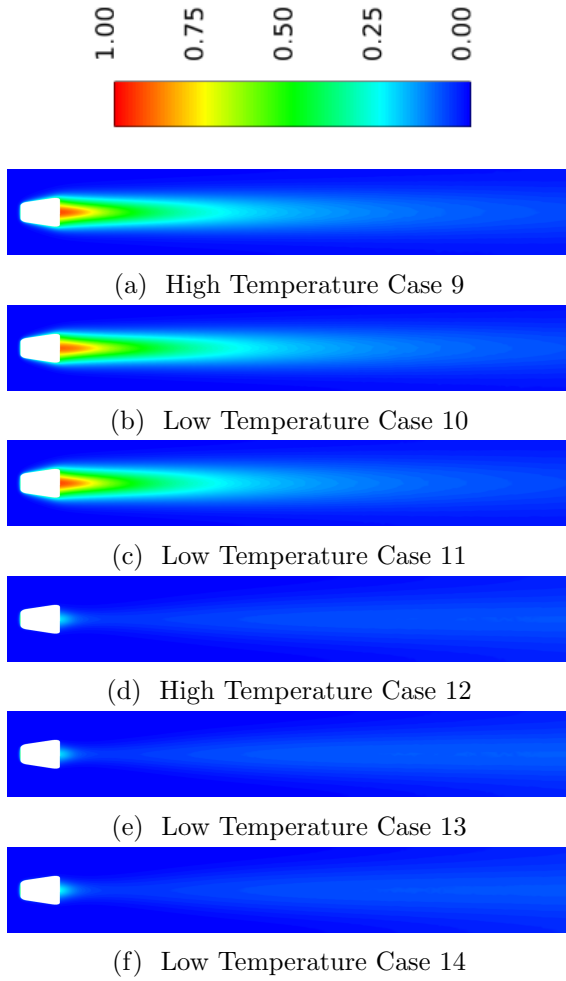 1.00 0.75 0.50 0.25 0.00
(a) High Temperature Case 9
(b) Low Temperature Case 10
(c) Low Temperature Case 11
(d) High Temperature Case 12
(e) Low Temperature Case 13
(f) Low Temperature Case 14